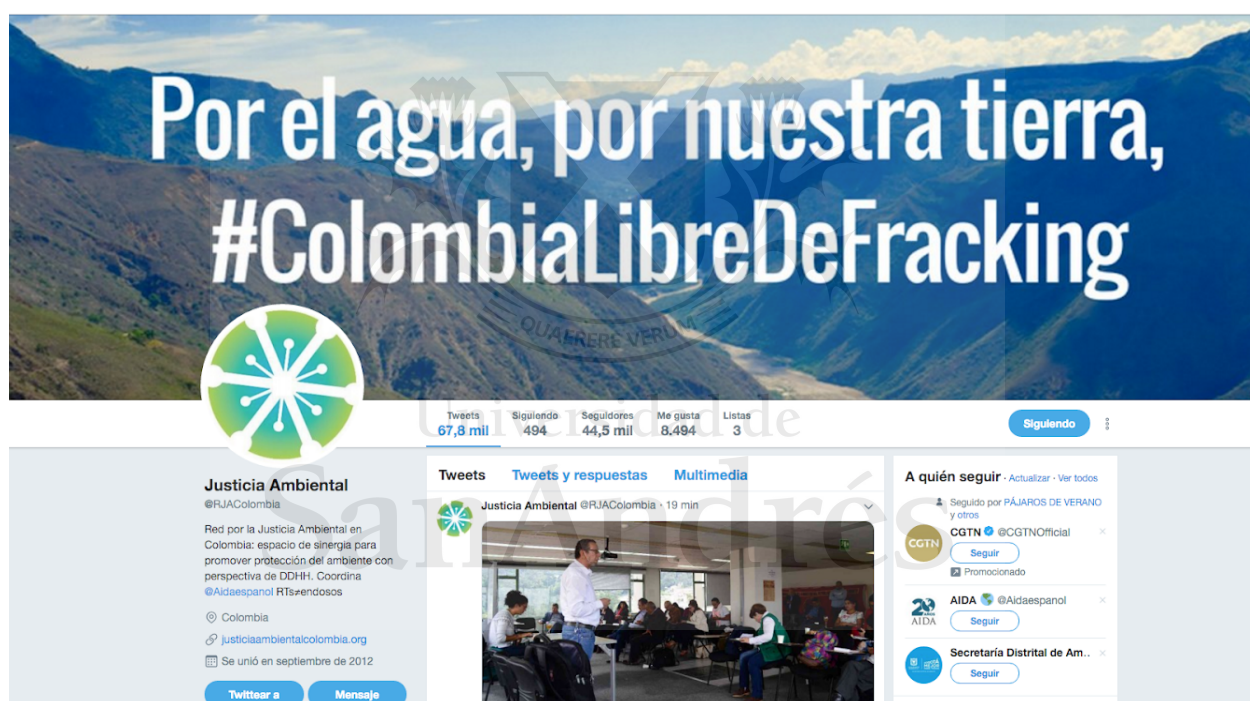 Por el agua, por nuestra tierra,
#ColombiaLibreDeFracking
QUAERERE VERUM
Universidad de
SanAndrés
Tweets
67,8 mil
Siguiendo
494
Seguidores
44,5 mil
Me gusta
8.494
Listas
3
Siguiendo
Justicia Ambiental
@RJAColombia
Red por la Justicia Ambiental en
Colombia: espacio de sinergia para
promover protección del ambiente con
perspectiva de DDHH. Coordina
@Aidaespanol RTs≠endosos
Colombia
justiciaambientalcolombia.org
Se unió en septiembre de 2012
Twittear a
Mensaje
Tweets Tweets y respuestas Multimedia
Justicia Ambiental @RJAColombia · 19 min
A quién seguir · Actualizar · Ver todos
Seguido por PÁJAROS DE VERANO
y otros
CGTN
CGTN @CGTNOfficial
Seguir
Promocionado
20
AIDA
AIDA @Aidaespanol
Seguir
Secretaría Distrital de Am..
Seguir